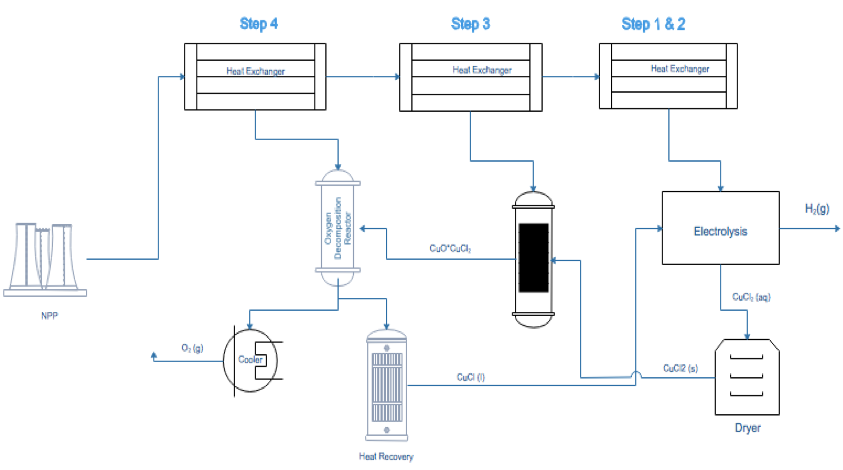 Step 4
Step 3
Step 1 & 2
Heat Exchanger
Heat Exchanger
Heat Exchanger
Oxygen
Decomposition
Reactor
H₂(g)
Electrolysis
CuO*CuCl₂
NPP
CuCl₂ (aq)
O₂ (g)
Cooler
CuCl (l)
CuCl2 (s)
Dryer
Heat Recovery